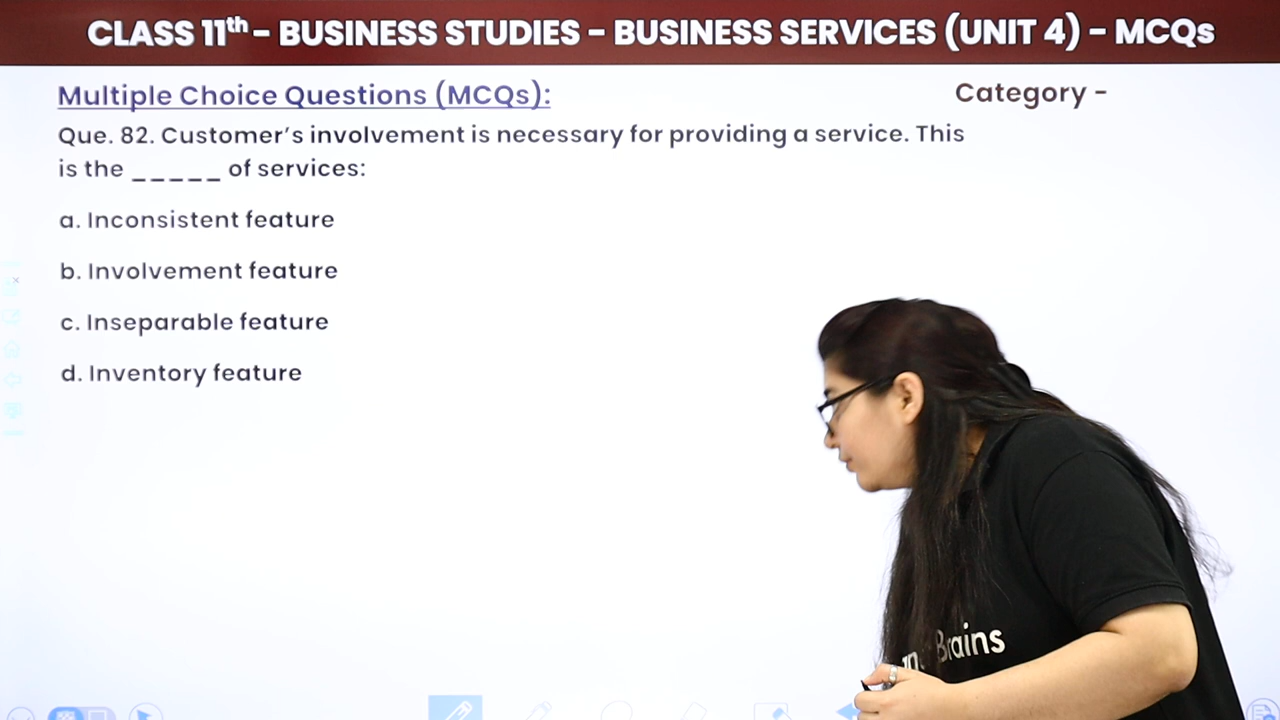 CLASS 11th – BUSINESS STUDIES – BUSINESS SERVICES (UNIT 4) – MCQs
Multiple Choice Questions (MCQs):
Category -
Que. 82. Customer’s involvement is necessary for providing a service. This
is the _____ of services:
a. Inconsistent feature
b. Involvement feature
c. Inseparable feature
d. Inventory feature
Brains